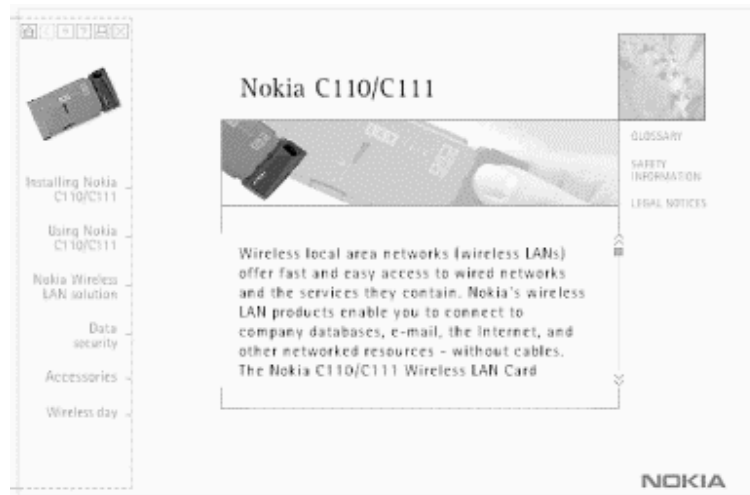 Nokia C110/C111
Installing Nokia
C110/C111
Using Nokia
C110/C111
Nokia Wireless
LAN solution
Data
security
Accessories
Wireless day
GLOSSARY
SAFETY
INFORMATION
LEGAL NOTICES
Wireless local area networks (wireless LANs)
offer fast and easy access to wired networks
and the services they contain. Nokia's wireless
LAN products enable you to connect to
company databases, e-mail, the Internet, and
other networked resources - without cables.
The Nokia C110/C111 Wireless LAN Card
NOKIA